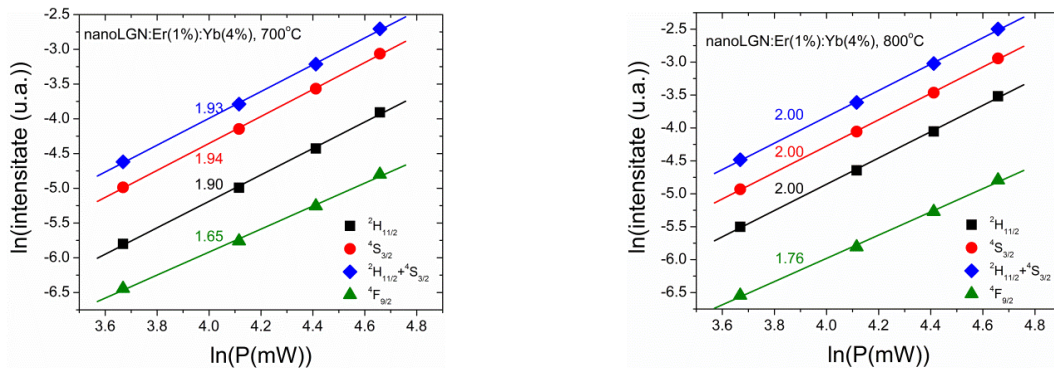 nanoLGN:Er(1%):Yb(4%), 700°C
ln(intensitate (u.a.))
-2.5
-3.0
-3.5
-4.0
-4.5
-5.0
-5.5
-6.0
-6.5
1.93
1.94
1.90
1.65
²H₁₁/₂
⁴S₃/₂
²H₁₁/₂+⁴S₃/₂
⁴F₉/₂
3.6 3.8 4.0 4.2 4.4 4.6 4.8
ln(P(mW))
nanoLGN:Er(1%):Yb(4%), 800°C
ln(intensitate (u.a.))
-2.5
-3.0
-3.5
-4.0
-4.5
-5.0
-5.5
-6.0
-6.5
2.00
2.00
2.00
1.76
²H₁₁/₂
⁴S₃/₂
²H₁₁/₂+⁴S₃/₂
⁴F₉/₂
3.6 3.8 4.0 4.2 4.4 4.6 4.8
ln(P(mW))